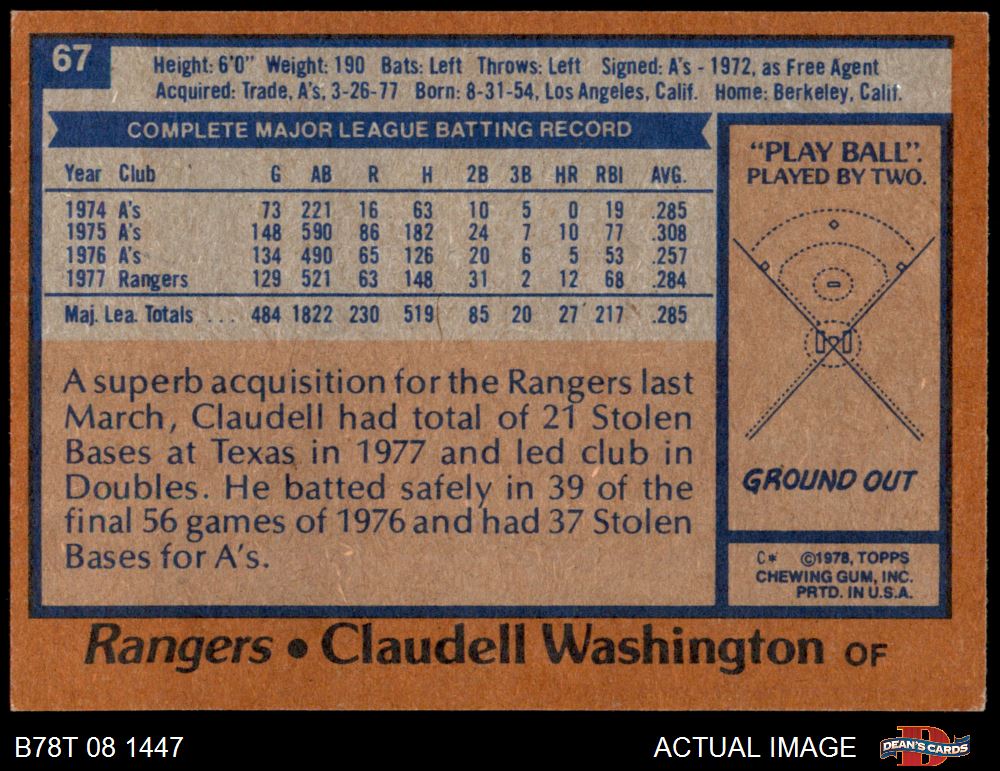 67
Height: 6'0" Weight: 190 Bats: Left Throws: Left Signed: A's - 1972, as Free Agent
Acquired: Trade, A's, 3-26-77 Born: 8-31-54, Los Angeles, Calif. Home: Berkeley, Calif.
COMPLETE MAJOR LEAGUE BATTING RECORD
Year Club G AB R H 2B 3B HR RBI AVG.
1974 A's 73 221 16 63 10 5 0 19 .285
1975 A's 148 590 86 182 24 7 10 77 .308
1976 A's 134 490 65 126 20 6 5 53 .257
1977 Rangers 129 521 63 148 31 2 12 68 .284
Maj. Lea. Totals ... 484 1822 230 519 85 20 27 217 .285
A superb acquisition for the Rangers last
March, Claudell had total of 21 Stolen
Bases at Texas in 1977 and led club in
Doubles. He batted safely in 39 of the
final 56 games of 1976 and had 37 Stolen
Bases for A's.
"PLAY BALL".
PLAYED BY TWO.
GROUND OUT
C* ©1978, TOPPS
CHEWING GUM, INC.
PRTD. IN U.S.A.
Rangers • Claudell Washington OF
B78T 08 1447
ACTUAL IMAGE
DEAN'S CARDS